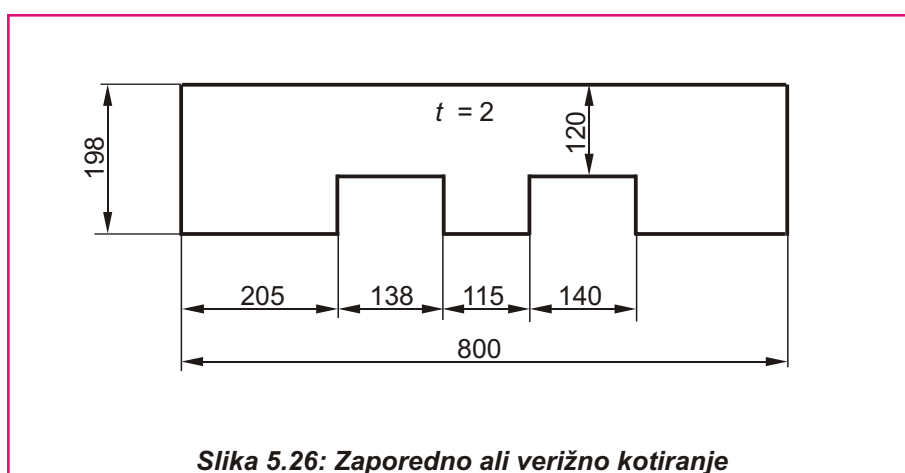 t = 2
120
198
205 138 115 140
800
Slika 5.26: Zaporedno ali verižno kotiranje